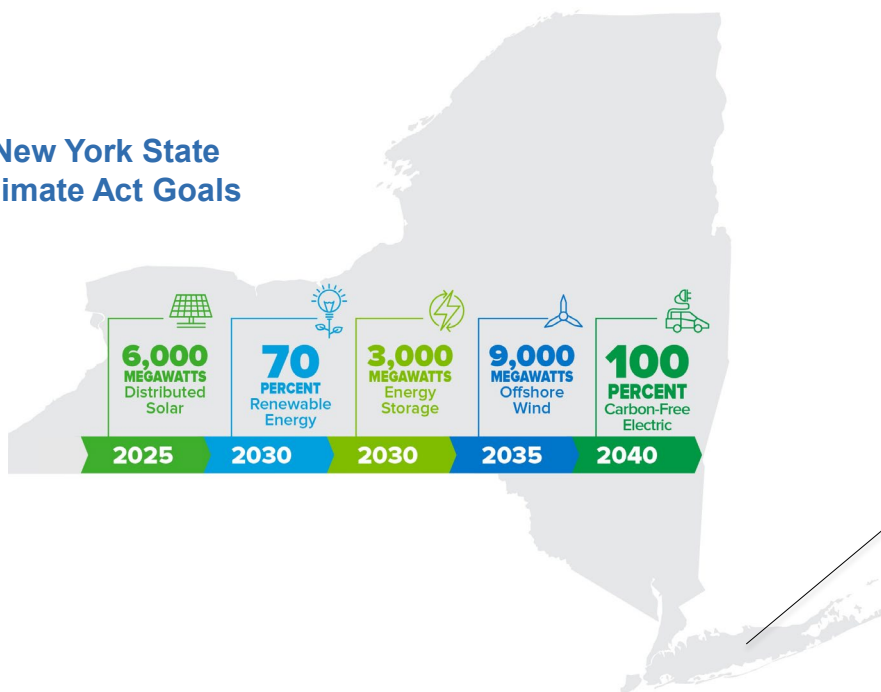 New York State
imate Act Goals
6,000
MEGAWATTS
Distributed
Solar
2025
70
PERCENT
Renewable
Energy
2030
3,000
MEGAWATTS
Energy
Storage
2030
9,000
MEGAWATTS
Offshore
Wind
2035
100
PERCENT
Carbon-Free
Electric
2040